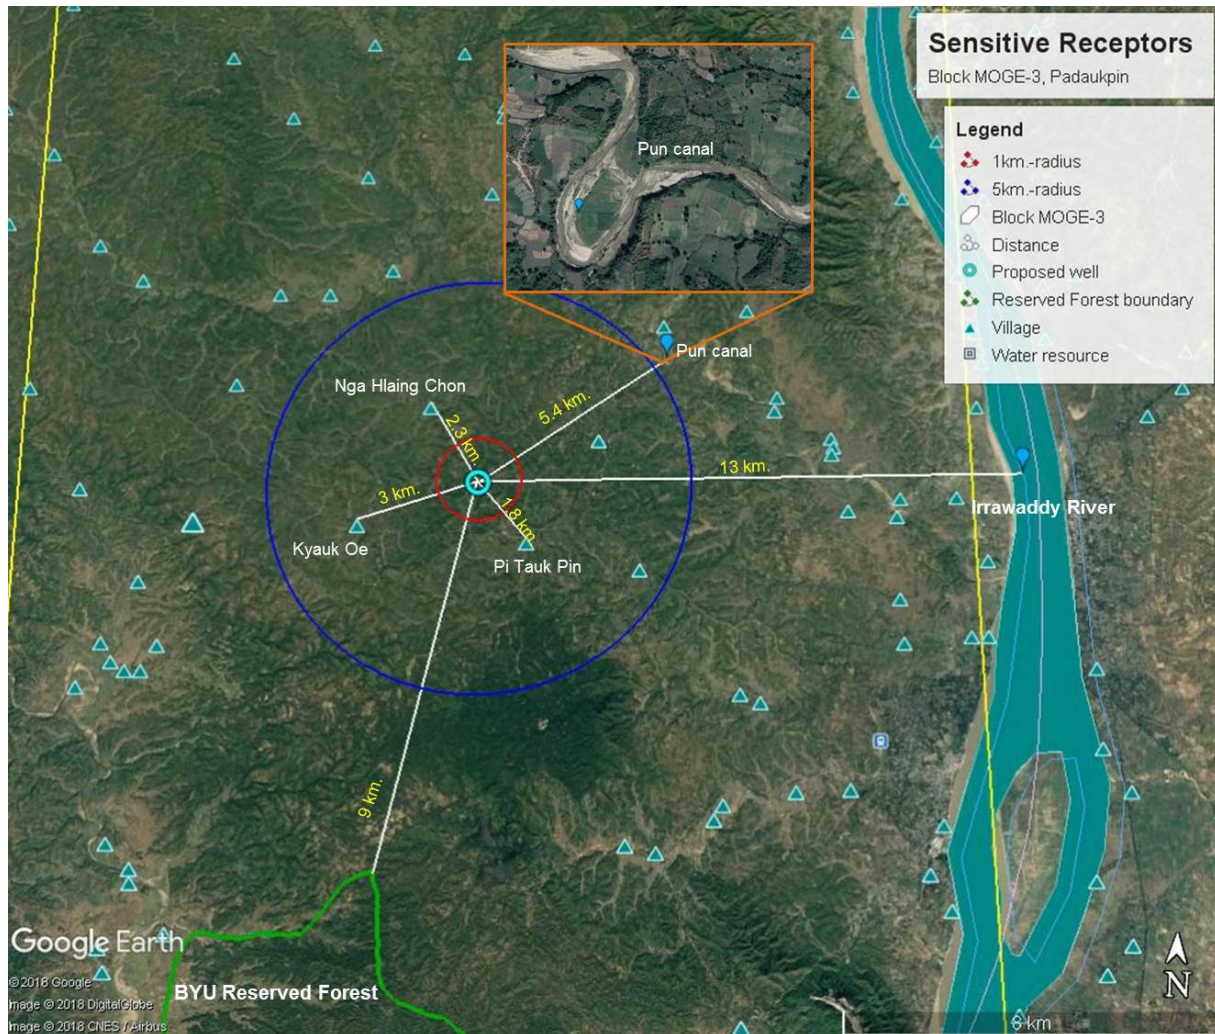 Sensitive Receptors
Block MOGE-3, Padaukpin
Legend
1km.-radius
5km.-radius
Block MOGE-3
Distance
Proposed well
Reserved Forest boundary
Village
Water resource
Pun canal
Pun canal
Nga Hlaing Chon
5.4 km.
2.3 km.
13 km.
3 km.
1.8 km.
Irrawaddy River
Kyauk Oe
Pi Tauk Pin
9 km.
Google Earth
©2018 Google
Image © 2018 DigitalGlobe
Image © 2018 CNES / Airbus
BYU Reserved Forest
N
8 km